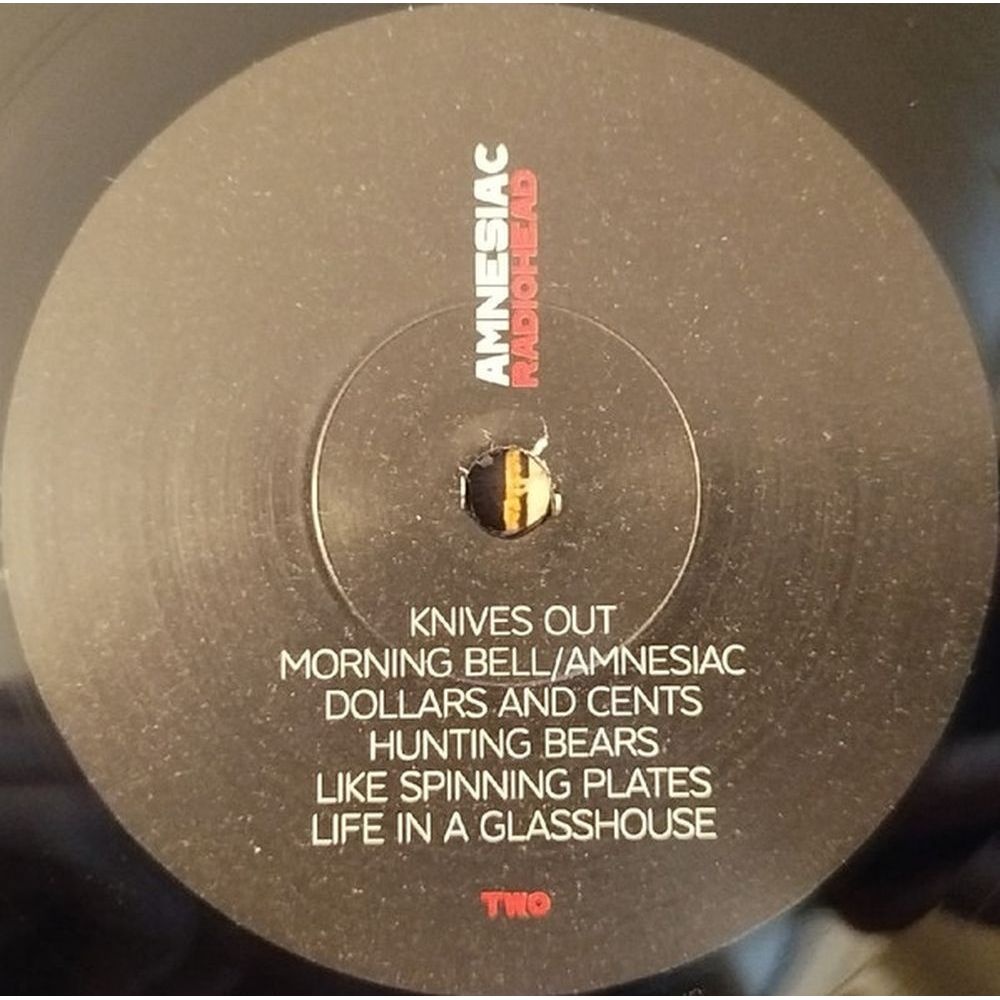 AMNESIAC
RADIOHEAD
KNIVES OUT
MORNING BELL/AMNESIAC
DOLLARS AND CENTS
HUNTING BEARS
LIKE SPINNING PLATES
LIFE IN A GLASSHOUSE
TWO